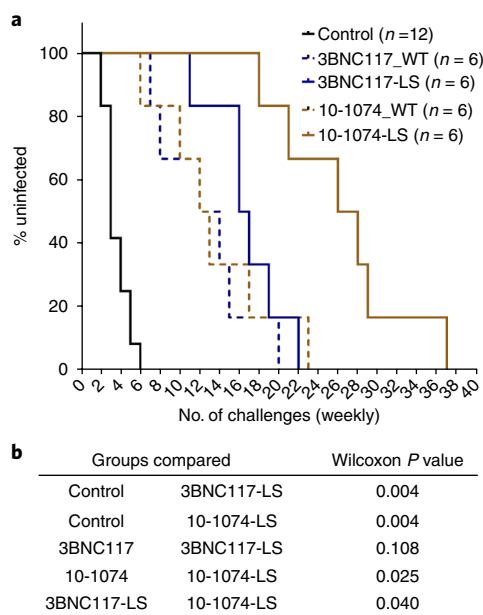 a
Control (n=12)
3BNC117_WT (n = 6)
3BNC117-LS (n = 6)
10-1074_WT (n = 6)
10-1074-LS (n = 6)
% uninfected
100
80
60
40
20
0
0 2 4 6 8 10 12 14 16 18 20 22 24 26 28 30 32 34 36 38 40
No. of challenges (weekly)
b
Groups compared Wilcoxon P value
Control 3BNC117-LS 0.004
Control 10-1074-LS 0.004
3BNC117 3BNC117-LS 0.108
10-1074 10-1074-LS 0.025
3BNC117-LS 10-1074-LS 0.040